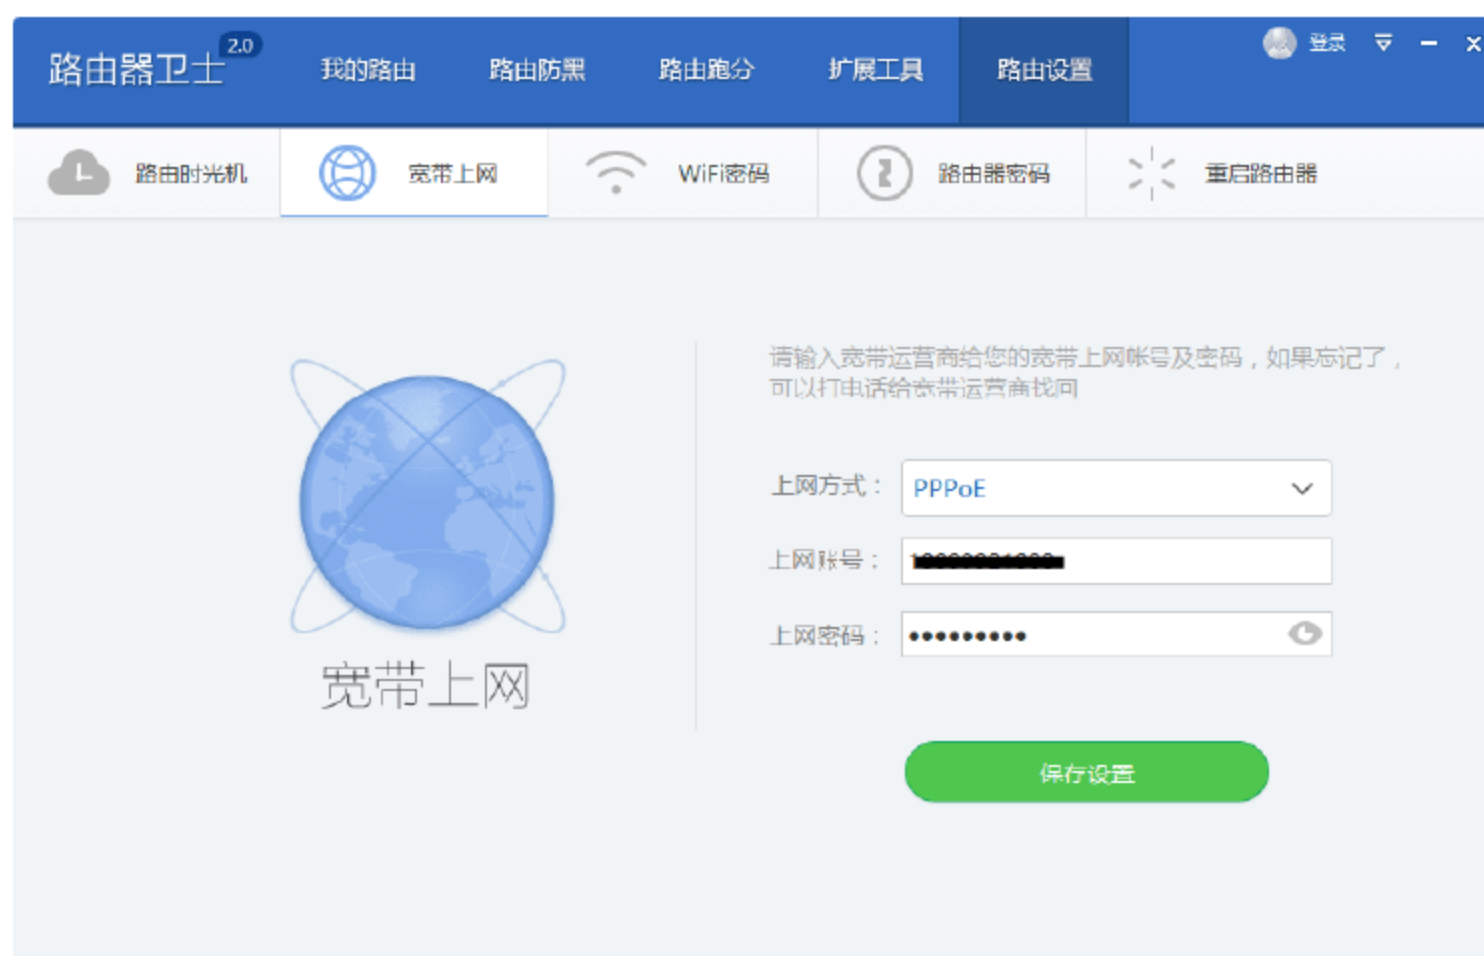 路由器卫士 2.0
我的路由 路由防黑 路由跑分 扩展工具 路由设置 登录
路由时光机 宽带上网 WiFi密码 路由器密码 重启路由器
请输入宽带运营商给您的宽带上网帐号及密码，如果忘记了，
可以打电话给宽带运营商找回
上网方式： PPPoE
上网账号：
上网密码： •••••••••
宽带上网
保存设置